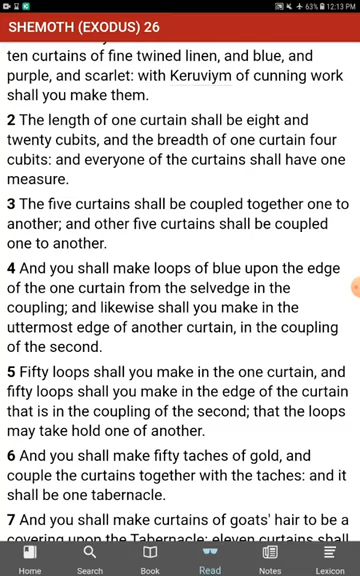 63% 12:13 PM
SHEMOTH (EXODUS) 26
ten curtains of fine twined linen, and blue, and
purple, and scarlet: with Keruviym of cunning work
shall you make them.
2 The length of one curtain shall be eight and
twenty cubits, and the breadth of one curtain four
cubits: and everyone of the curtains shall have one
measure.
3 The five curtains shall be coupled together one to
another; and other five curtains shall be coupled
one to another.
4 And you shall make loops of blue upon the edge
of the one curtain from the selvedge in the
coupling; and likewise shall you make in the
uttermost edge of another curtain, in the coupling
of the second.
5 Fifty loops shall you make in the one curtain, and
fifty loops shall you make in the edge of the curtain
that is in the coupling of the second; that the loops
may take hold one of another.
6 And you shall make fifty taches of gold, and
couple the curtains together with the taches: and it
shall be one tabernacle.
7 And you shall make curtains of goats' hair to be a
covering upon the Tabernacle: eleven curtains shall
Home Search Book Read Notes Lexicon